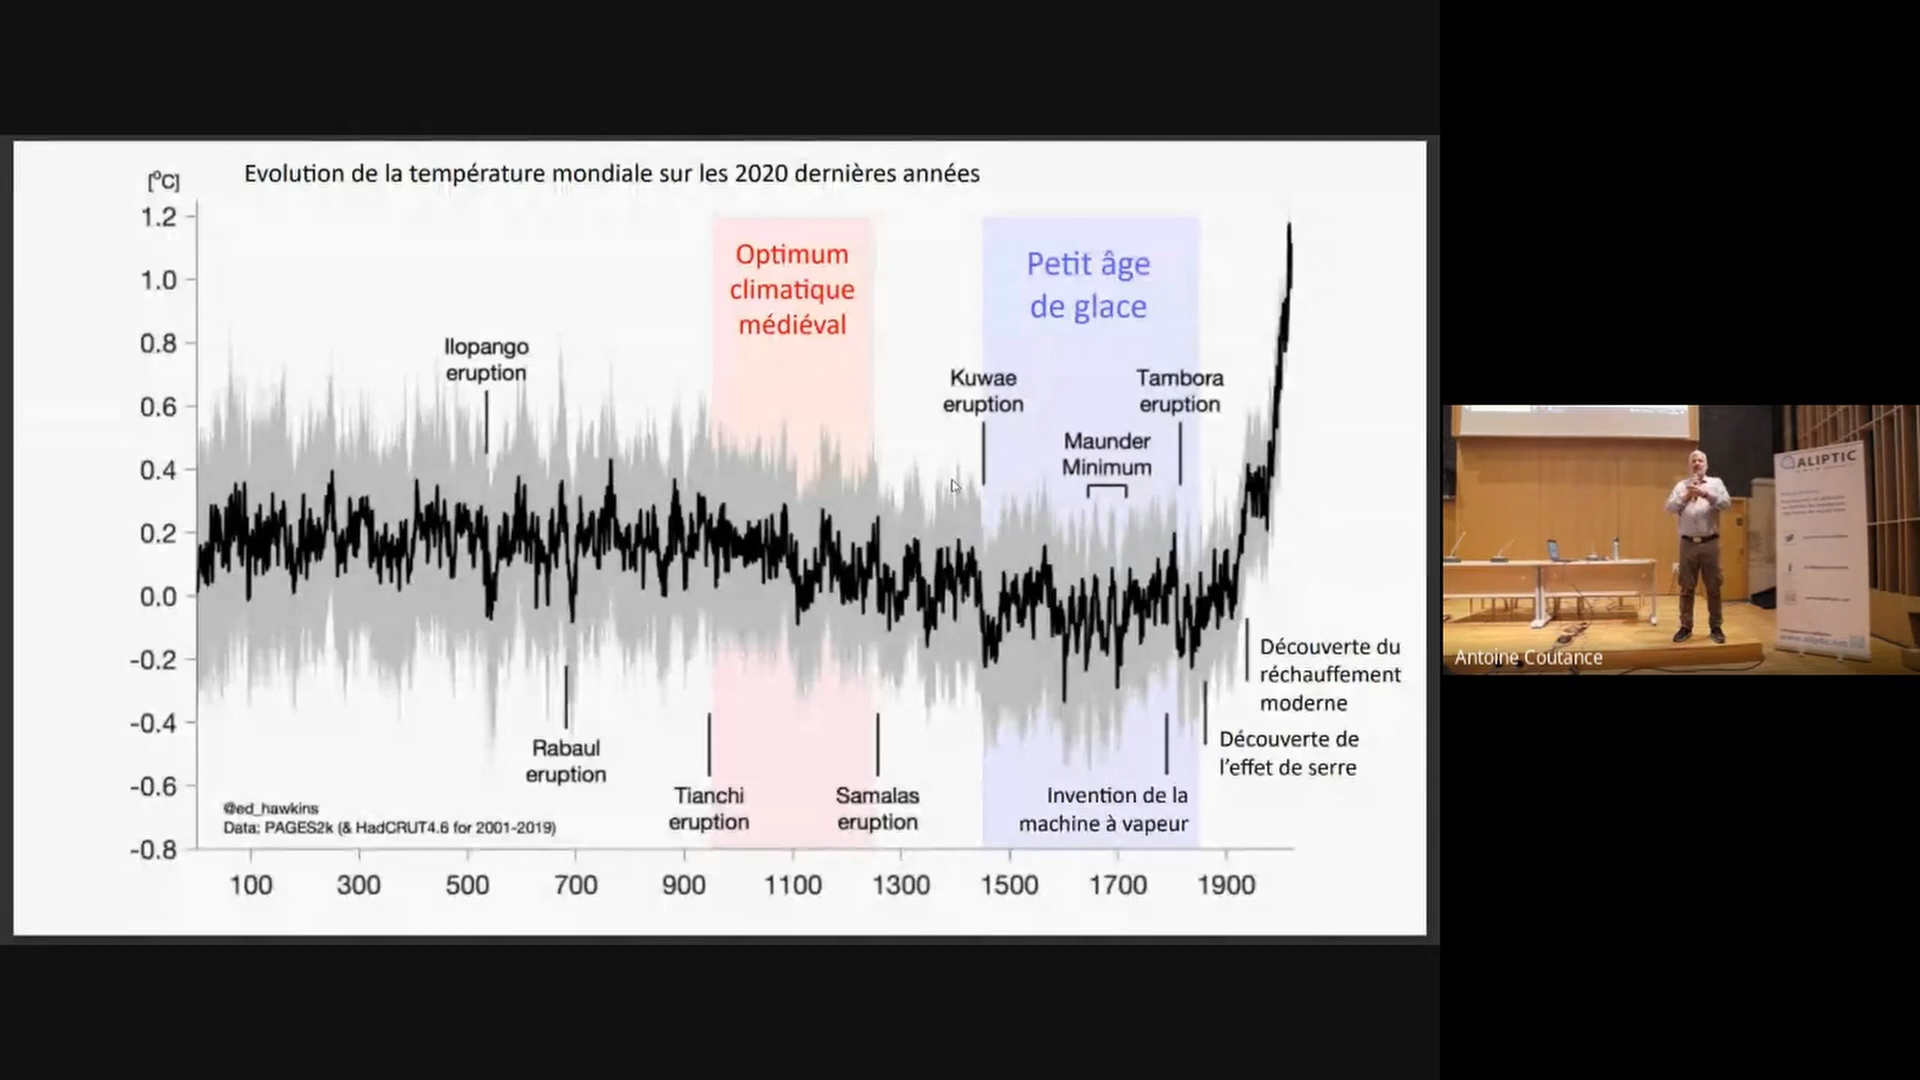 Evolution de la température mondiale sur les 2020 dernières années
[°C]
1.2
1.0
0.8
0.6
0.4
0.2
0.0
-0.2
-0.4
-0.6
-0.8
Optimum
climatique
médiéval
Petit âge
de glace
Ilopango
eruption
Kuwae
eruption
Tambora
eruption
Maunder
Minimum
Rabaul
eruption
Tianchi
eruption
Samalas
eruption
Invention de la
machine à vapeur
Découverte du
réchauffement
moderne
Découverte de
l'effet de serre
@ed_hawkins
Data: PAGES2k (& HadCRUT4.6 for 2001-2019)
100 300 500 700 900 1100 1300 1500 1700 1900
ALIPTIC
Antoine Coutance